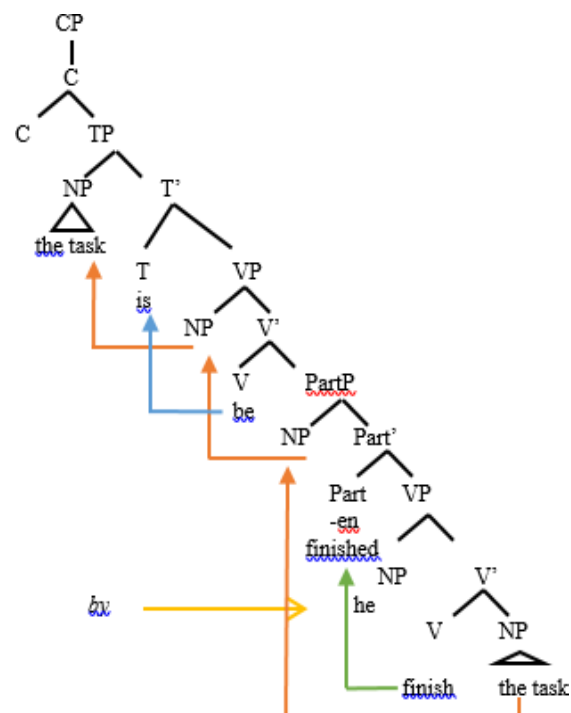 CP
C
C TP
NP T’
the task T VP
is
NP V’
V PartP
be
NP Part’
Part VP
-en
finished
NP V’
by he
V NP
finish the task